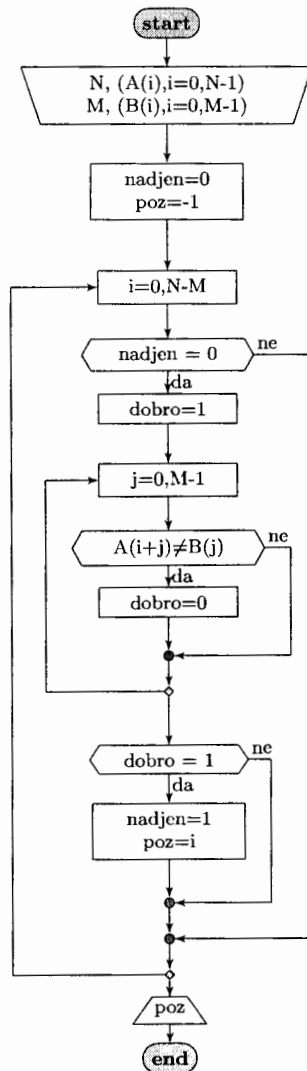 start
N, (A(i),i=0,N-1)
M, (B(i),i=0,M-1)
nadjen=0
poz=-1
i=0,N-M
nadjen = 0
ne
da
dobro=1
j=0,M-1
A(i+j)≠B(j)
ne
da
dobro=0
dobro = 1
ne
da
nadjen=1
poz=i
poz
end